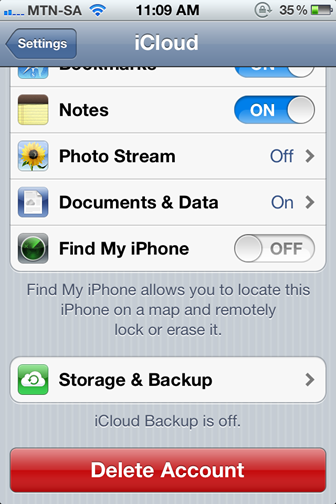 MTN-SA 11:09 AM 35%
Settings iCloud
Bookmarks ON
Notes ON
Photo Stream Off
Documents & Data On
Find My iPhone OFF
Find My iPhone allows you to locate this
iPhone on a map and remotely
lock or erase it.
Storage & Backup
iCloud Backup is off.
Delete Account